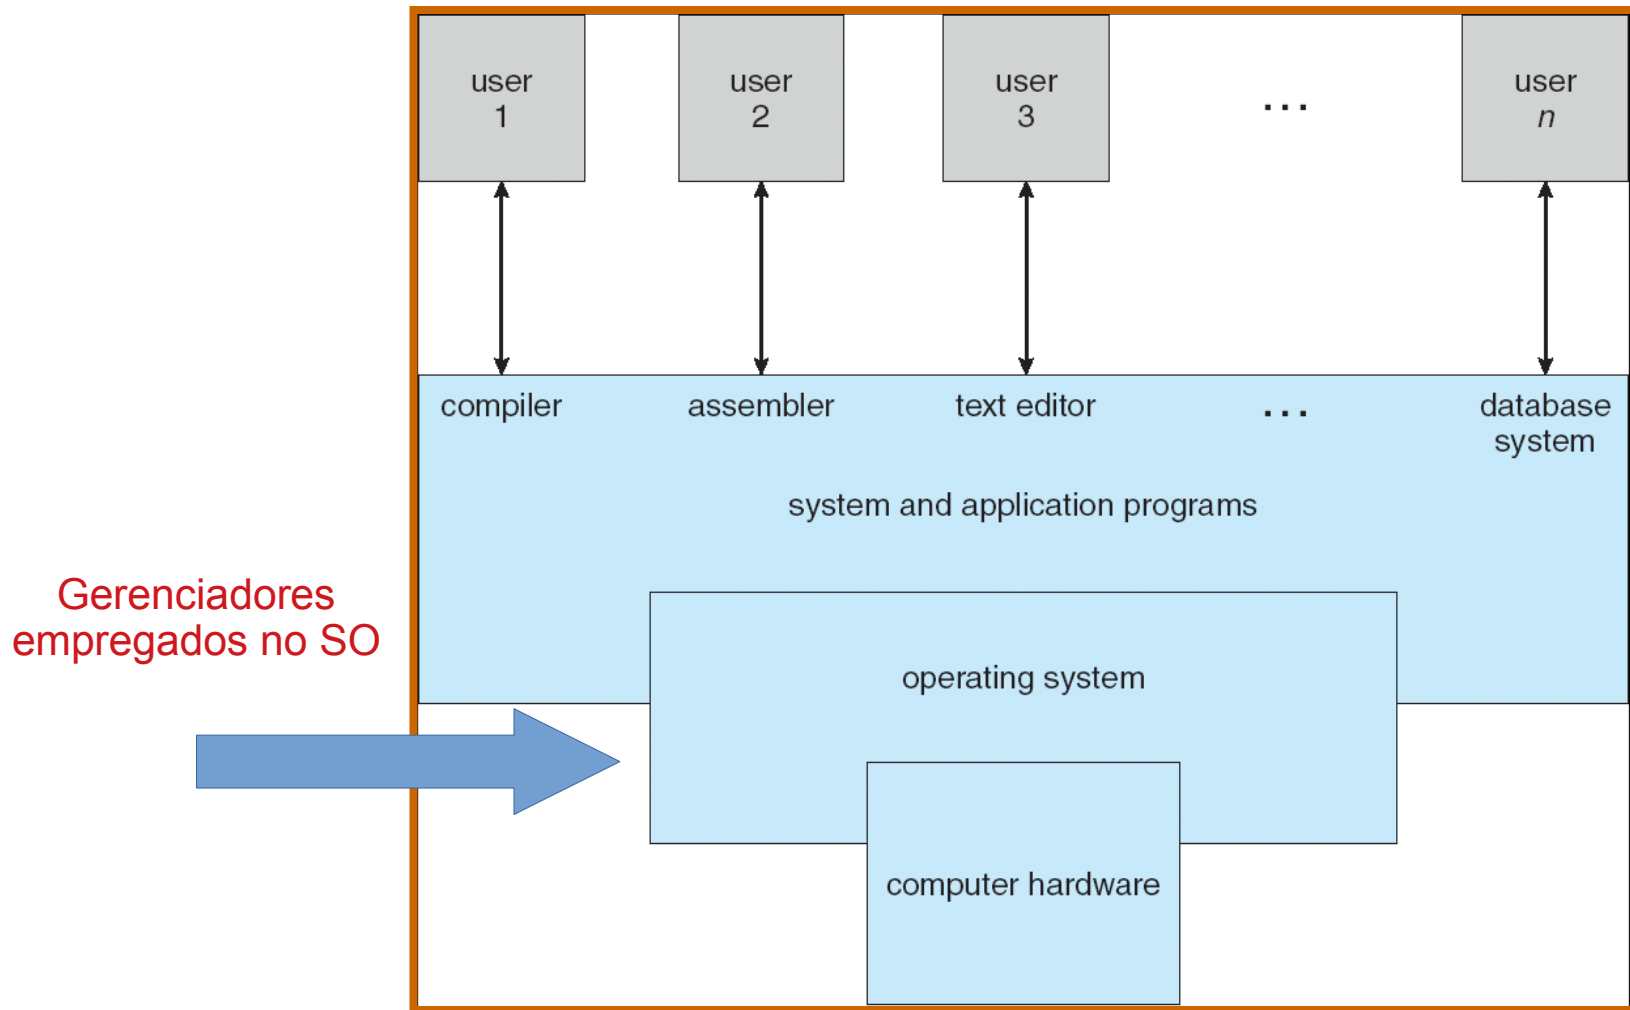 user
1
user
2
user
3
...
user
n
compiler
assembler
text editor
...
database
system
system and application programs
Gerenciadores
empregados no SO
operating system
computer hardware